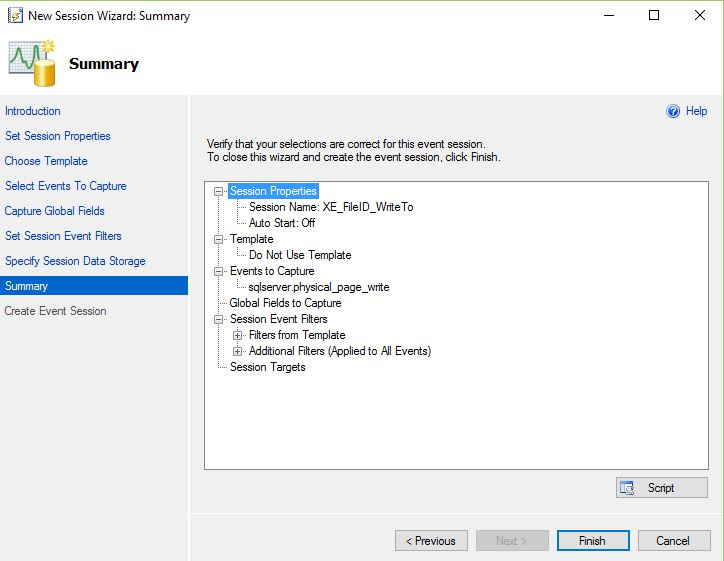 New Session Wizard: Summary
Summary
Introduction
Set Session Properties
Choose Template
Select Events To Capture
Capture Global Fields
Set Session Event Filters
Specify Session Data Storage
Summary
Create Event Session
Help
Verify that your selections are correct for this event session.
To close this wizard and create the event session, click Finish.
Session Properties
Session Name: XE_FileID_WriteTo
Auto Start: Off
Template
Do Not Use Template
Events to Capture
sqlserver.physical_page_write
Global Fields to Capture
Session Event Filters
Filters from Template
Additional Filters (Applied to All Events)
Session Targets
Script
< Previous
Next >
Finish
Cancel